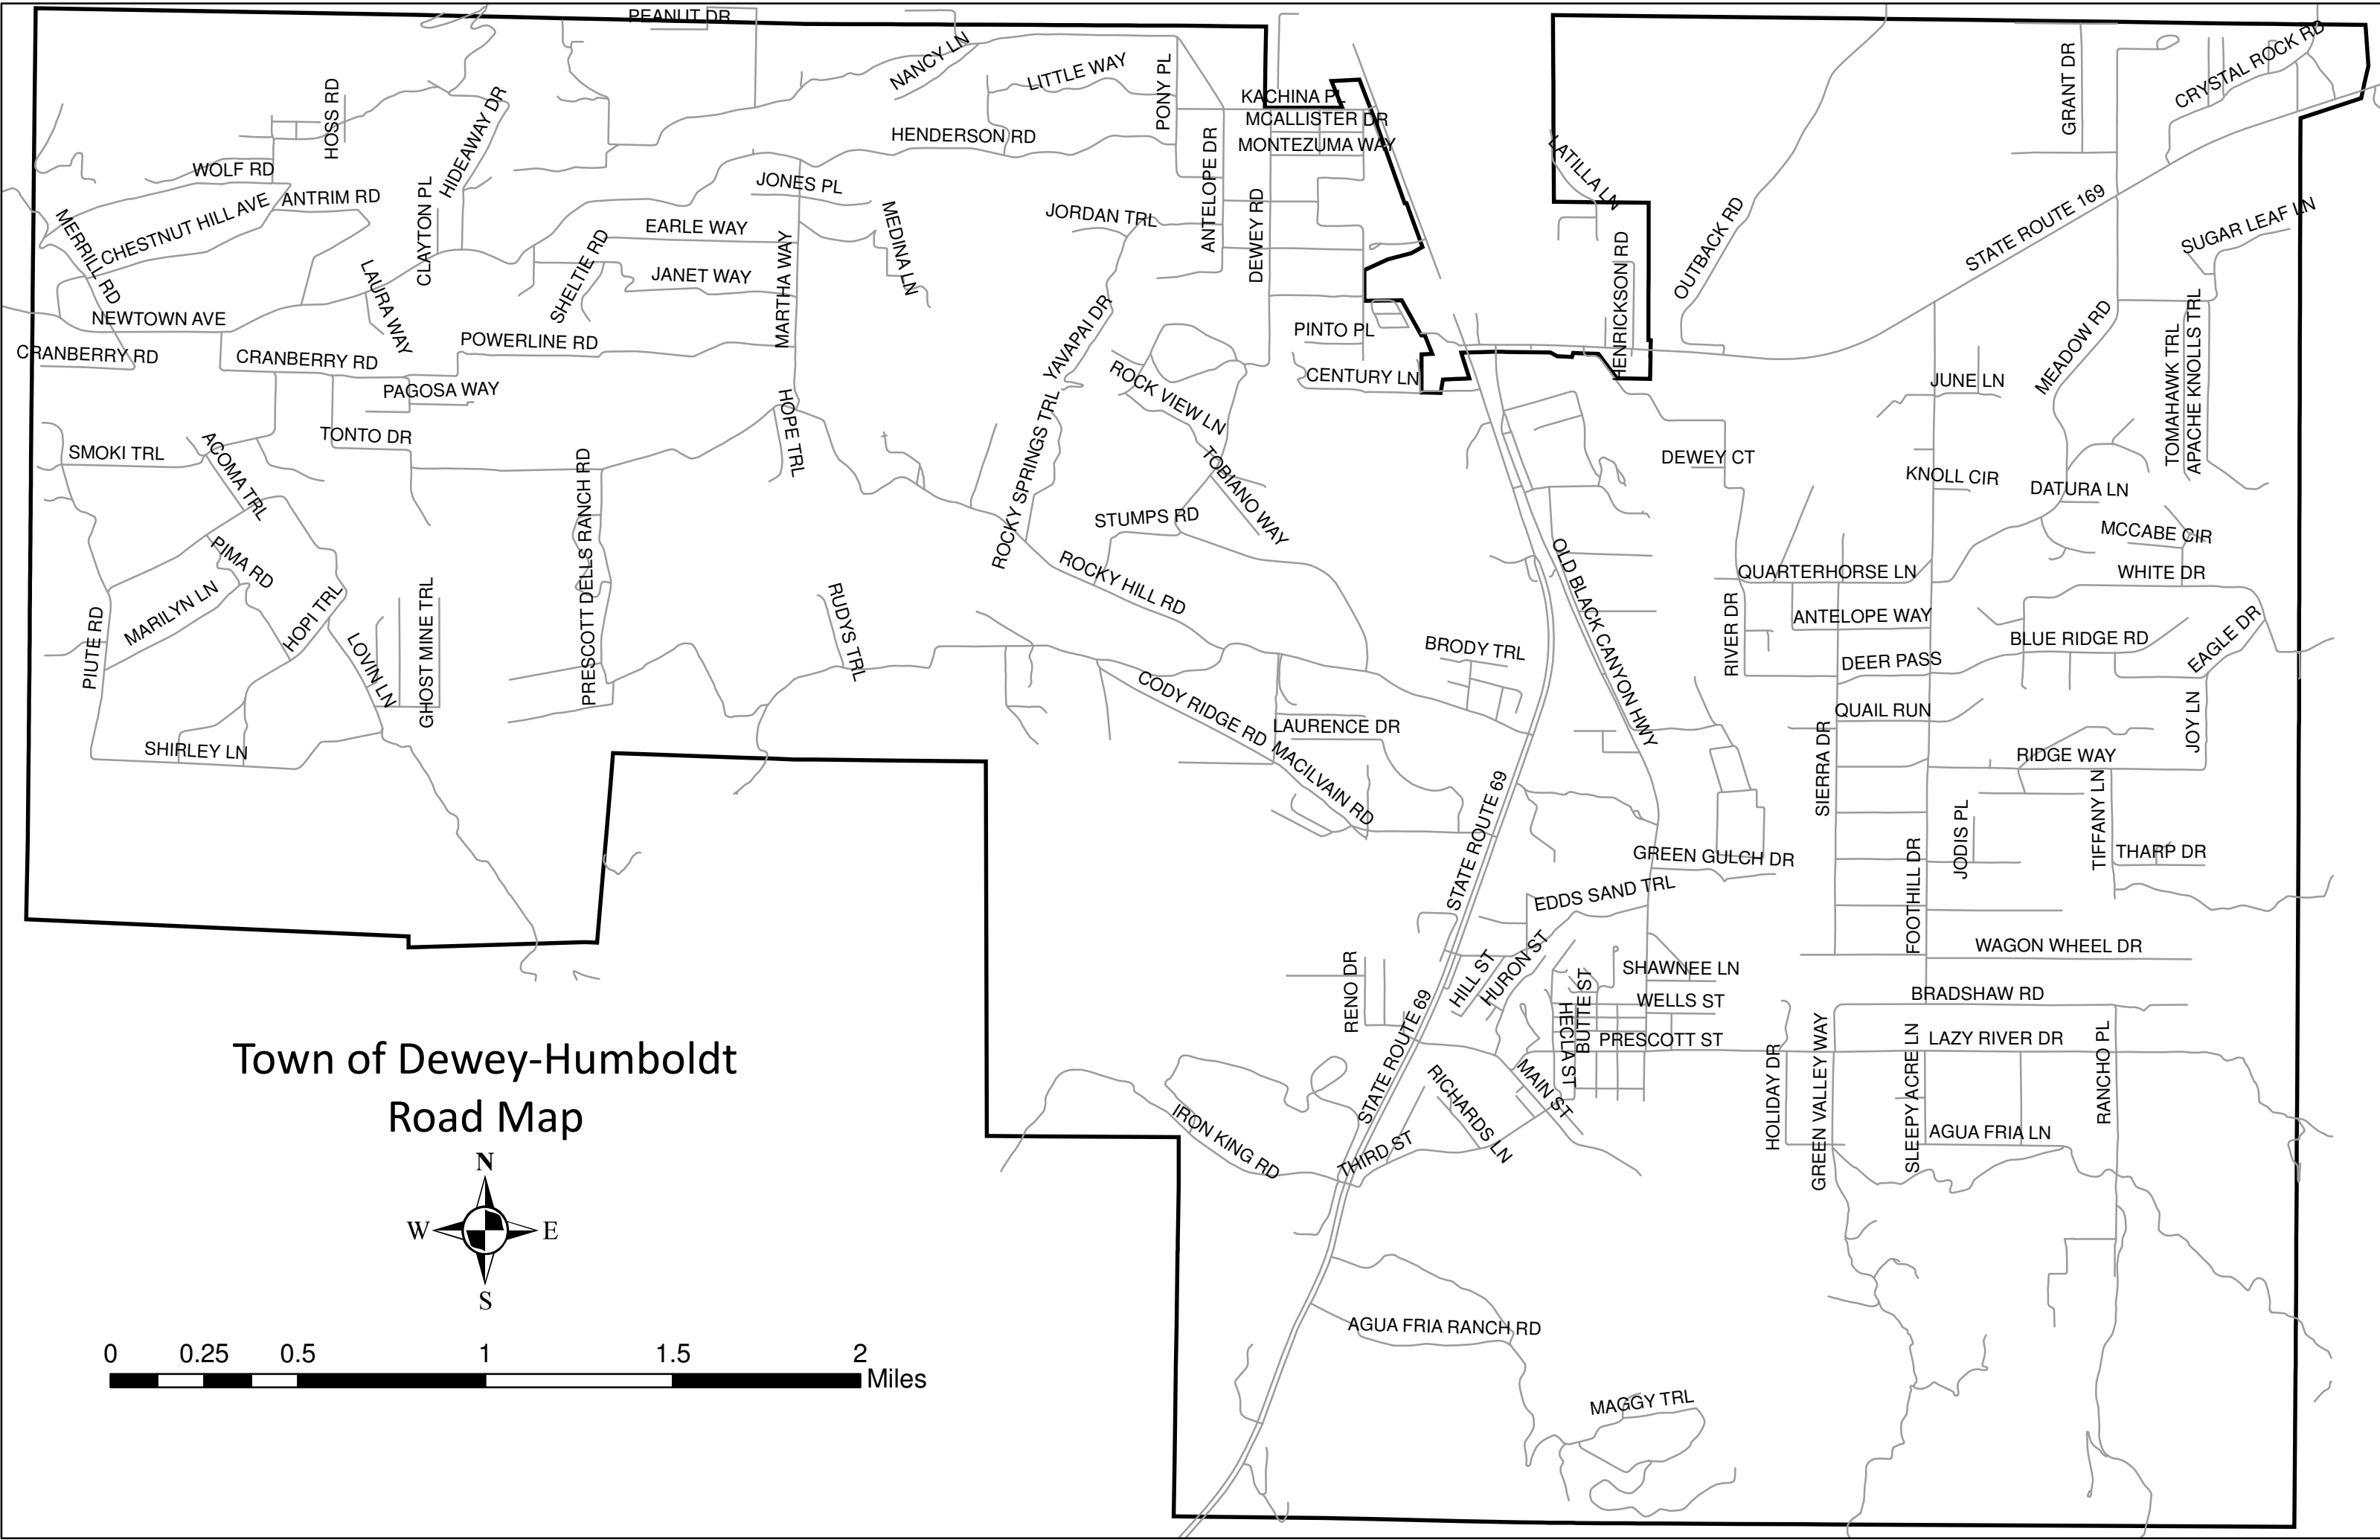 PEANUT DR
NANCY LN
LITTLE WAY
PONY PL
KACHINA PL
MCALLISTER DR
MONTEZUMA WAY
GRANT DR
CRYSTAL ROCK RD
HOSS RD
HIDEAWAY DR
HENDERSON RD
ANTELOPE DR
LATILLA LN
WOLF RD
CHESTNUT HILL AVE
ANTRIM RD
CLAYTON PL
JONES PL
MEDINA LN
JORDAN TRL
DEWEY RD
OUTBACK RD
STATE ROUTE 169
SUGAR LEAF LN
MERRILL RD
LAURA WAY
SHELTIE RD
EARLE WAY
JANET WAY
MARTHA WAY
HENRICKSON RD
NEWTOWN AVE
POWERLINE RD
YAVAPAI DR
PINTO PL
MEADOW RD
TOMAHAWK TRL
APACHE KNOLLS TRL
CRANBERRY RD
CRANBERRY RD
PAGOSA WAY
ROCK VIEW LN
CENTURY LN
JUNE LN
HOPE TRL
TONTO DR
SMOKI TRL
ACOMA TRL
PRESCOTT DELLS RANCH RD
ROCKY SPRINGS TRL
TOBIANO WAY
DEWEY CT
KNOLL CIR
DATURA LN
STUMPS RD
MCCABE CIR
PIMA RD
ROCKY HILL RD
OLD BLACK CANYON HWY
QUARTERHORSE LN
WHITE DR
MARILYN LN
HOPI TRL
GHOST MINE TRL
RUDYS TRL
RIVER DR
ANTELOPE WAY
PIUTE RD
LOVIN LN
BRODY TRL
BLUE RIDGE RD
EAGLE DR
DEER PASS
CODY RIDGE RD
LAURENCE DR
QUAIL RUN
JOY LN
SHIRLEY LN
MACILVAIN RD
SIERRA DR
RIDGE WAY
STATE ROUTE 69
JODIS PL
TIFFANY LN
GREEN GULCH DR
THARP DR
EDDS SAND TRL
FOOTHILL DR
WAGON WHEEL DR
RENO DR
HILL ST
HURON ST
SHAWNEE LN
BUTTE ST
WELLS ST
BRADSHAW RD
STATE ROUTE 69
HECLA ST
PRESCOTT ST
LAZY RIVER DR
Town of Dewey-Humboldt
Road Map
RICHARDS LN
MAIN ST
HOLIDAY DR
GREEN VALLEY WAY
SLEEPY ACRE LN
RANCHO PL
IRON KING RD
THIRD ST
AGUA FRIA LN
N
W E
S
AGUA FRIA RANCH RD
0 0.25 0.5 1 1.5 2
Miles
MAGGY TRL